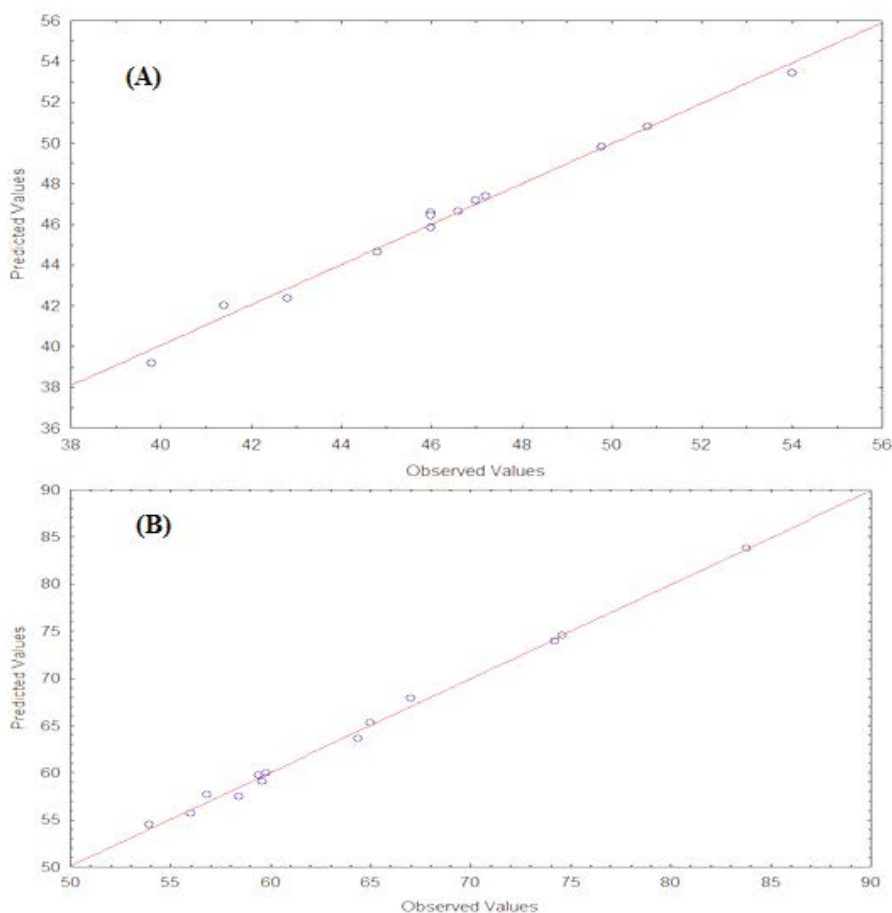 56
54
52
50
48
46
44
42
40
38
36
Predicted Values
(A)
38 40 42 44 46 48 50 52 54 56
Observed Values
90
85
80
75
70
65
60
55
50
Predicted Values
(B)
50 55 60 65 70 75 80 85 90
Observed Values